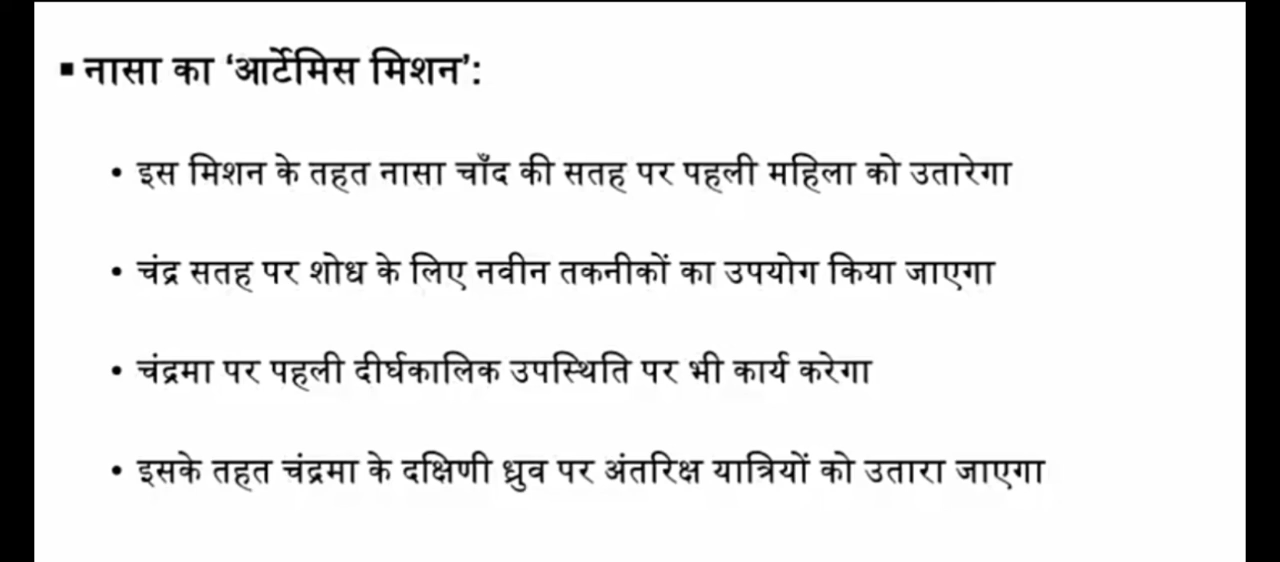 ▪ नासा का ‘आर्टेमिस मिशन’:
• इस मिशन के तहत नासा चाँद की सतह पर पहली महिला को उतारेगा
• चंद्र सतह पर शोध के लिए नवीन तकनीकों का उपयोग किया जाएगा
• चंद्रमा पर पहली दीर्घकालिक उपस्थिति पर भी कार्य करेगा
• इसके तहत चंद्रमा के दक्षिणी ध्रुव पर अंतरिक्ष यात्रियों को उतारा जाएगा